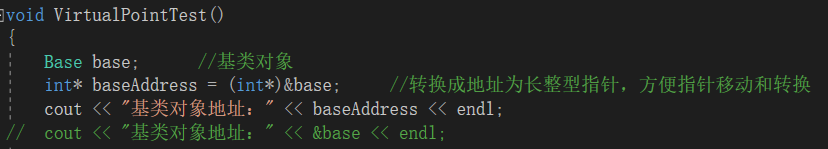 void VirtualPointTest()
{
Base base;      //基类对象
int* baseAddress = (int*)&base;     //转换成地址为长整型指针，方便指针移动和转换
cout << "基类对象地址：" << baseAddress << endl;
//  cout << "基类对象地址：" << &base << endl;